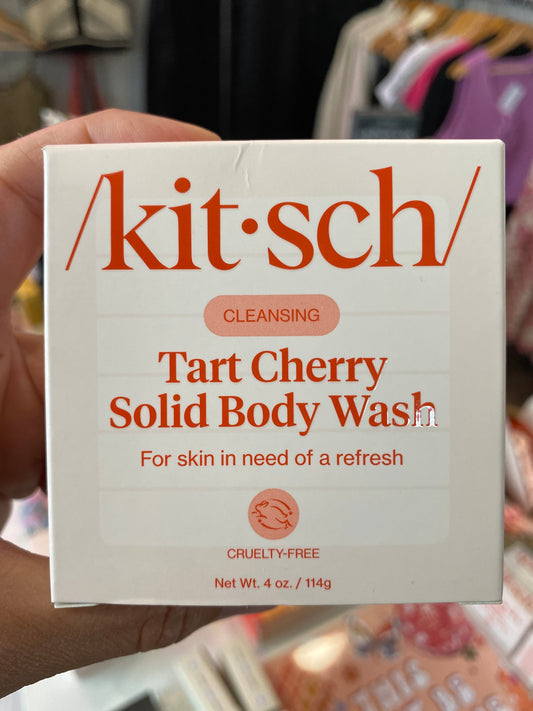 /kit·sch/
CLEANSING
Tart Cherry
Solid Body Wash
For skin in need of a refresh
CRUELTY-FREE
Net Wt. 4 oz. / 114g
THIS